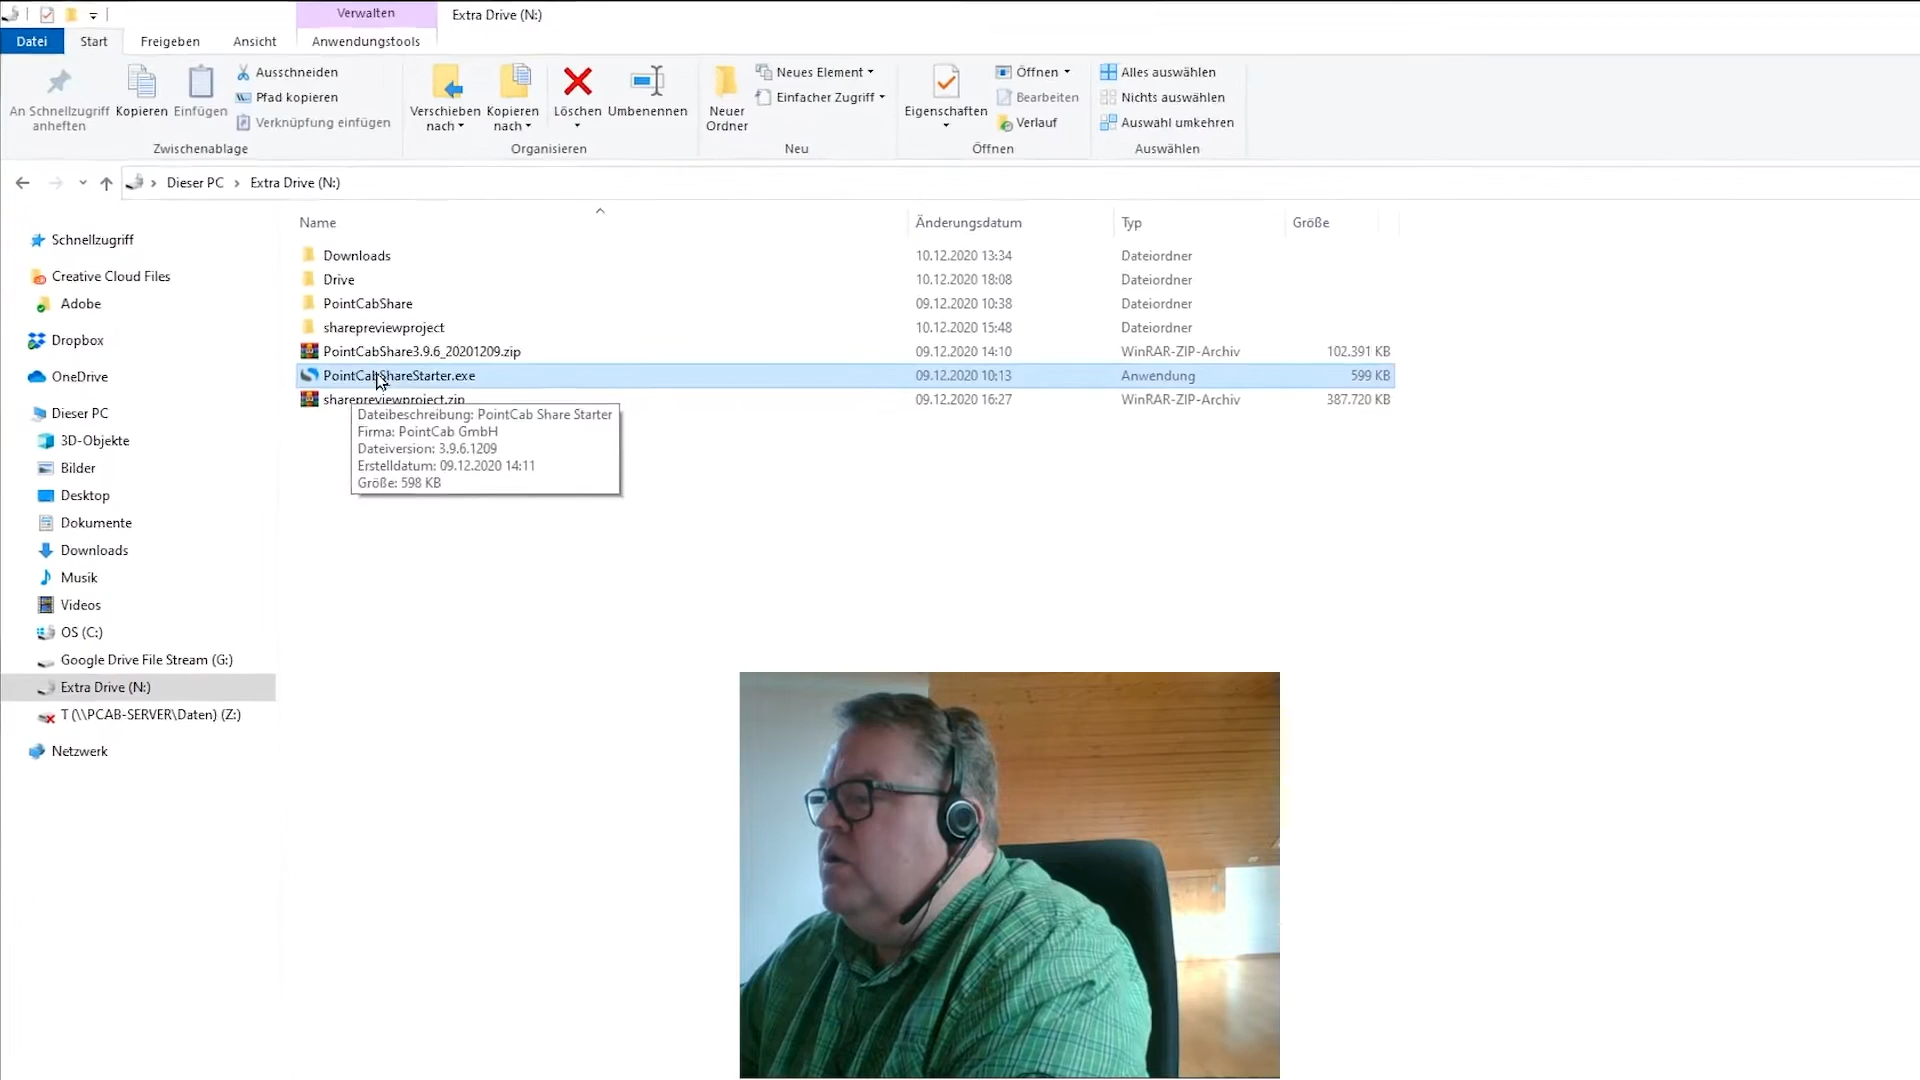 Verwalten
Extra Drive (N:)
Datei
Start
Freigeben
Ansicht
Anwendungstools
An Schnellzugriff
anheften
Kopieren
Einfügen
Ausschneiden
Pfad kopieren
Verknüpfung einfügen
Zwischenablage
Verschieben
nach
Kopieren
nach
Löschen
Umbenennen
Organisieren
Neuer
Ordner
Neues Element
Einfacher Zugriff
Neu
Eigenschaften
Öffnen
Bearbeiten
Verlauf
Öffnen
Alles auswählen
Nichts auswählen
Auswahl umkehren
Auswählen
Dieser PC
Extra Drive (N:)
Schnellzugriff
Creative Cloud Files
Adobe
Dropbox
OneDrive
Dieser PC
3D-Objekte
Bilder
Desktop
Dokumente
Downloads
Musik
Videos
OS (C:)
Google Drive File Stream (G:)
Extra Drive (N:)
T (\\PCAB-SERVER\Daten) (Z:)
Netzwerk
Name Änderungsdatum Typ Größe
Downloads 10.12.2020 13:34 Dateiordner
Drive 10.12.2020 18:08 Dateiordner
PointCabShare 09.12.2020 10:38 Dateiordner
sharepreviewproject 10.12.2020 15:48 Dateiordner
PointCabShare3.9.6_20201209.zip 09.12.2020 14:10 WinRAR-ZIP-Archiv 102.391 KB
PointCabShareStarter.exe 09.12.2020 10:13 Anwendung 599 KB
sharepreviewproject.zip 09.12.2020 16:27 WinRAR-ZIP-Archiv 387.720 KB
Dateibeschreibung: PointCab Share Starter
Firma: PointCab GmbH
Dateiversion: 3.9.6.1209
Erstelldatum: 09.12.2020 14:11
Größe: 598 KB